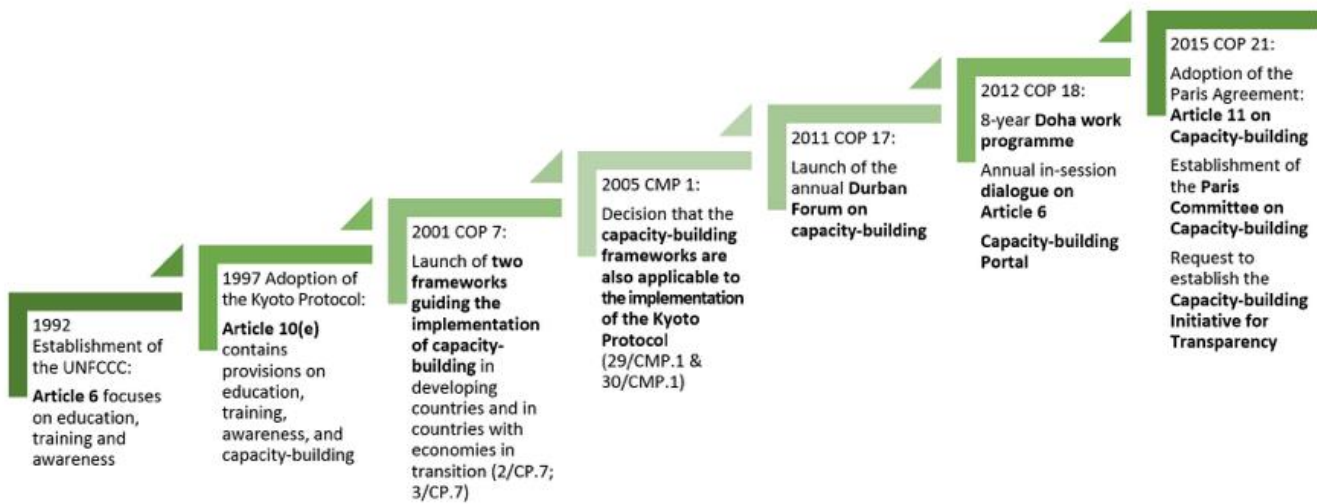 1992
Establishment of
the UNFCCC:
Article 6 focuses
on education,
training and
awareness
1997 Adoption of
the Kyoto Protocol:
Article 10(e)
contains
provisions on
education,
training,
awareness, and
capacity-building
2001 COP 7:
Launch of two
frameworks
guiding the
implementation
of capacity-
building in
developing
countries and in
countries with
economies in
transition (2/CP.7;
3/CP.7)
2005 CMP 1:
Decision that the
capacity-building
frameworks are
also applicable to
the implementation
of the Kyoto
Protocol
(29/CMP.1 &
30/CMP.1)
2011 COP 17:
Launch of the
annual Durban
Forum on
capacity-building
2012 COP 18:
8-year Doha work
programme
Annual in-session
dialogue on
Article 6
Capacity-building
Portal
2015 COP 21:
Adoption of the
Paris Agreement:
Article 11 on
Capacity-building
Establishment of
the Paris
Committee on
Capacity-building
Request to
establish the
Capacity-building
Initiative for
Transparency